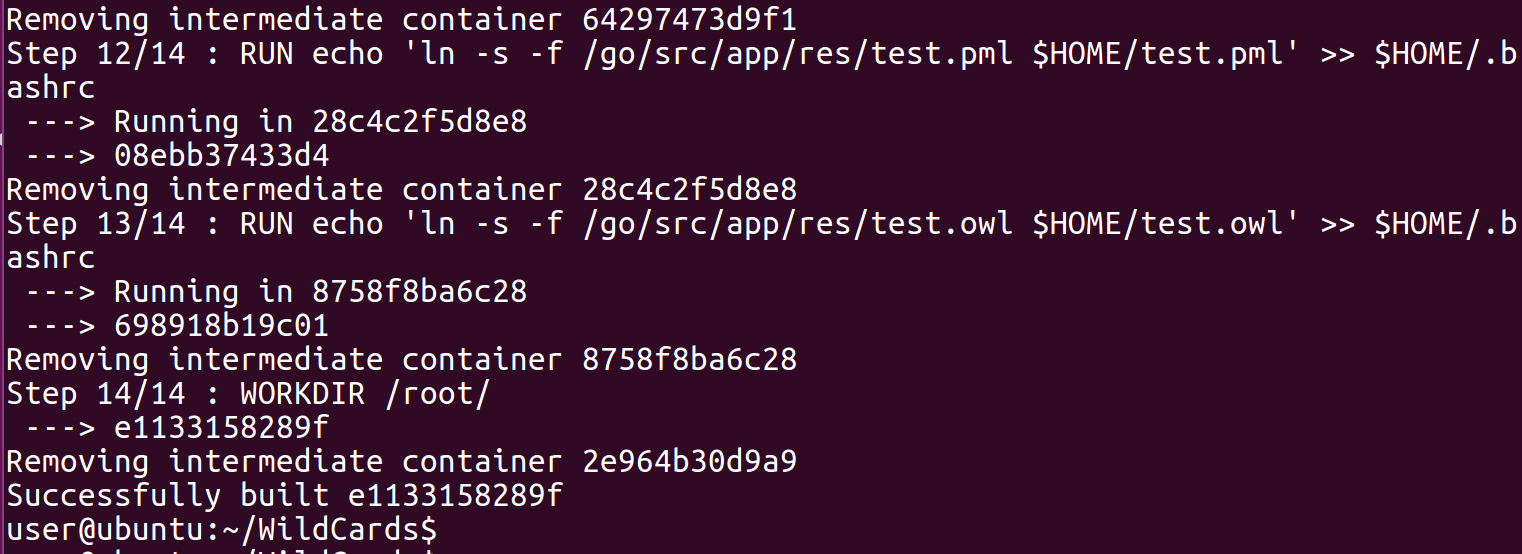 Removing intermediate container 64297473d9f1
Step 12/14 : RUN echo 'ln -s -f /go/src/app/res/test.pml $HOME/test.pml' >> $HOME/.b
ashrc
 ---> Running in 28c4c2f5d8e8
 ---> 08ebb37433d4
Removing intermediate container 28c4c2f5d8e8
Step 13/14 : RUN echo 'ln -s -f /go/src/app/res/test.owl $HOME/test.owl' >> $HOME/.b
ashrc
 ---> Running in 8758f8ba6c28
 ---> 698918b19c01
Removing intermediate container 8758f8ba6c28
Step 14/14 : WORKDIR /root/
 ---> e1133158289f
Removing intermediate container 2e964b30d9a9
Successfully built e1133158289f
user@ubuntu:~/WildCards$